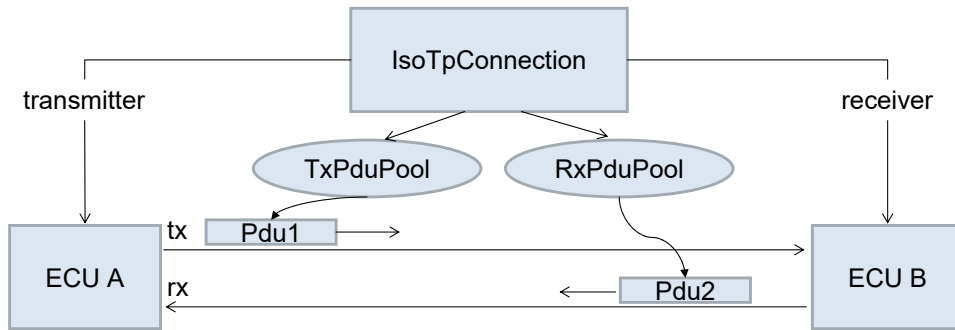 IsoTpConnection
transmitter
receiver
TxPduPool
RxPduPool
tx
Pdu1
ECU A
ECU B
rx
Pdu2